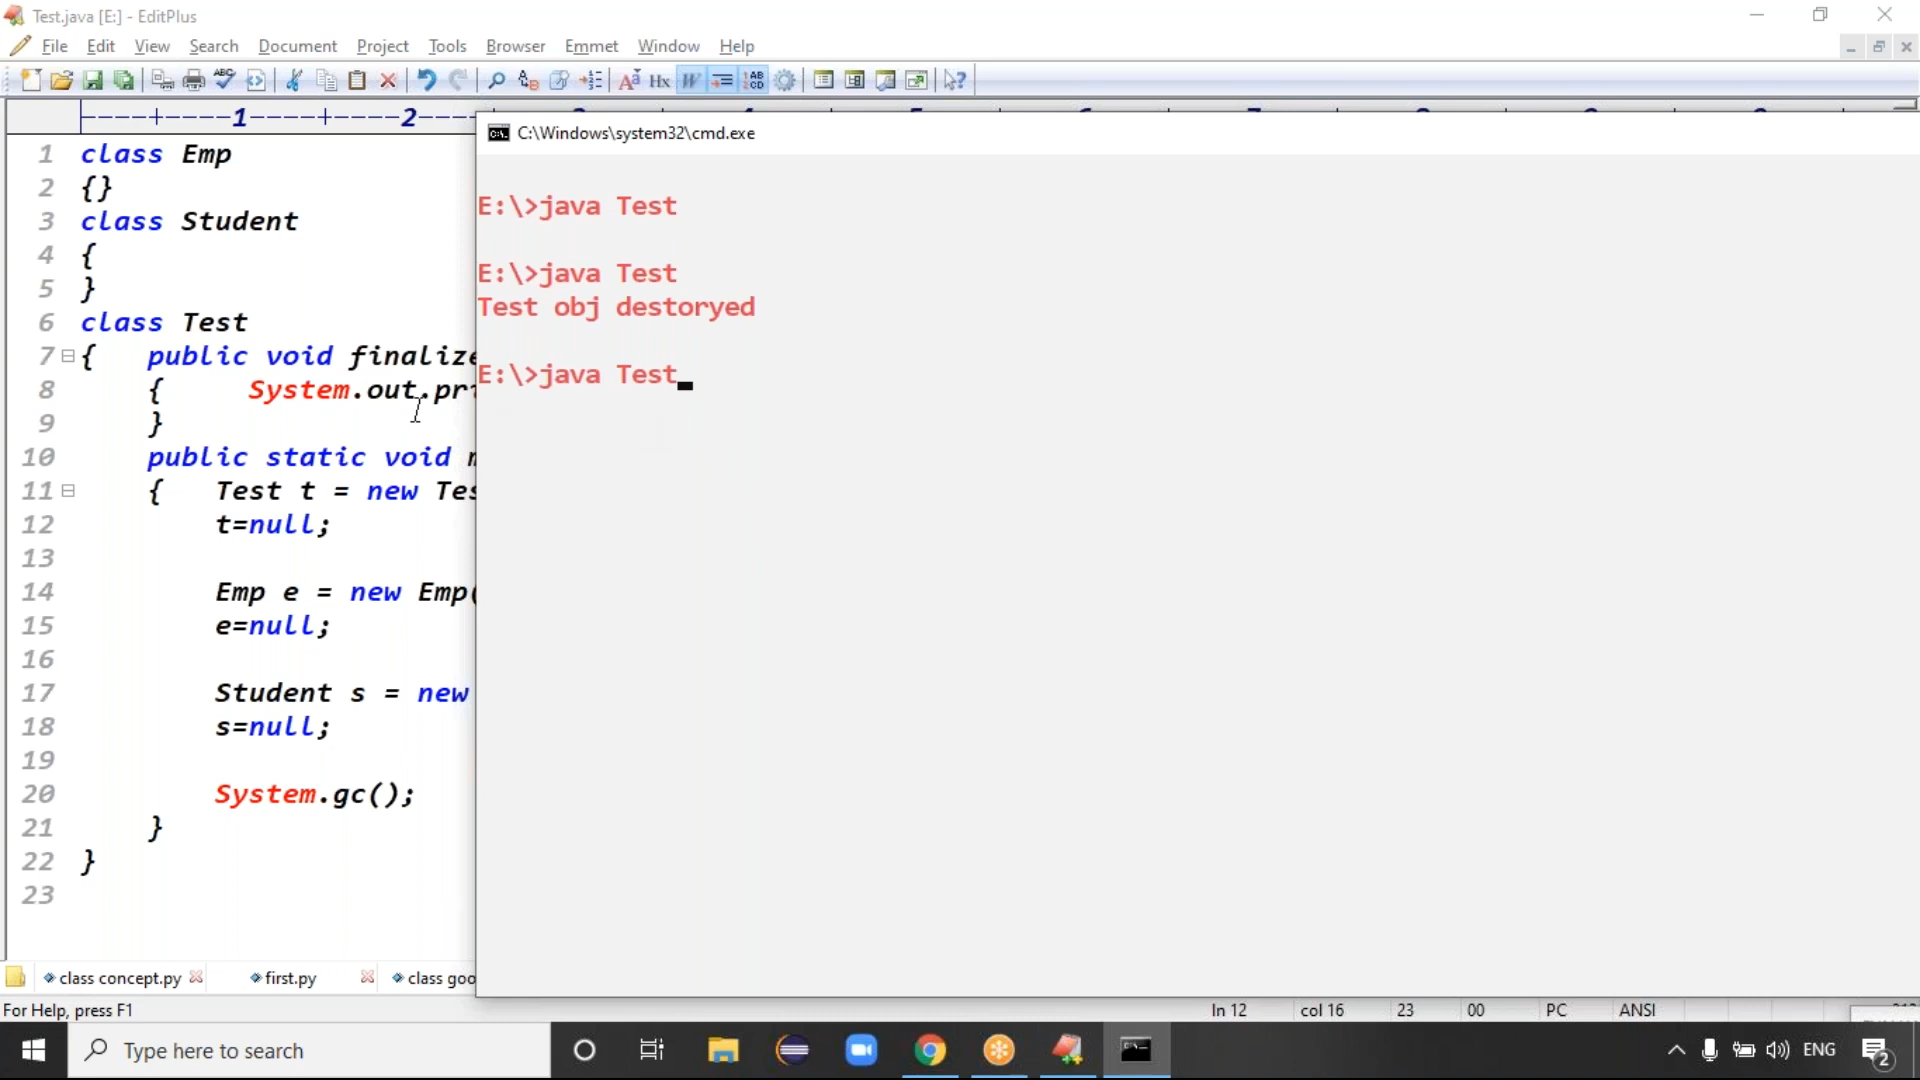 Test.java [E:] - EditPlus
File Edit View Search Document Project Tools Browser Emmet Window Help
----+----1----+----2----
C:\Windows\system32\cmd.exe
1 class Emp
2 {}
3 class Student
4 {
5 }
6 class Test
7 { public void finalize
8 { System.out.pri
9 }
10 public static void m
11 { Test t = new Tes
12 t=null;
13
14 Emp e = new Emp(
15 e=null;
16
17 Student s = new
18 s=null;
19
20 System.gc();
21 }
22 }
23
E:\>java Test
E:\>java Test
Test obj destoryed
E:\>java Test
class concept.py first.py class goo
For Help, press F1 ln 12 col 16 23 00 PC ANSI
Type here to search ENG 2